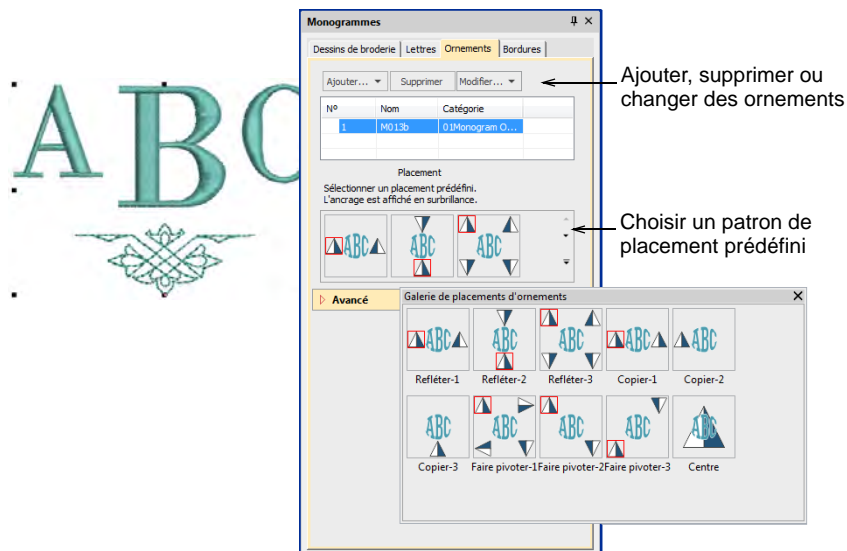 Monogrammes
Dessins de broderie Lettres Ornements Bordures
Ajouter... Supprimer Modifier...
Nº Nom Catégorie
1 M013b 01Monogram O...
Placement
Sélectionner un placement prédéfini.
L'ancrage est affiché en surbrillance.
ABC ABC ABC
Avancé
Ajouter, supprimer ou
changer des ornements
Choisir un patron de
placement prédéfini
ABC
Galerie de placements d'ornements
ABC ABC ABC ABC ABC
Refléter-1 Refléter-2 Refléter-3 Copier-1 Copier-2
ABC ABC ABC ABC ABC
Copier-3 Faire pivoter-1 Faire pivoter-2 Faire pivoter-3 Centre